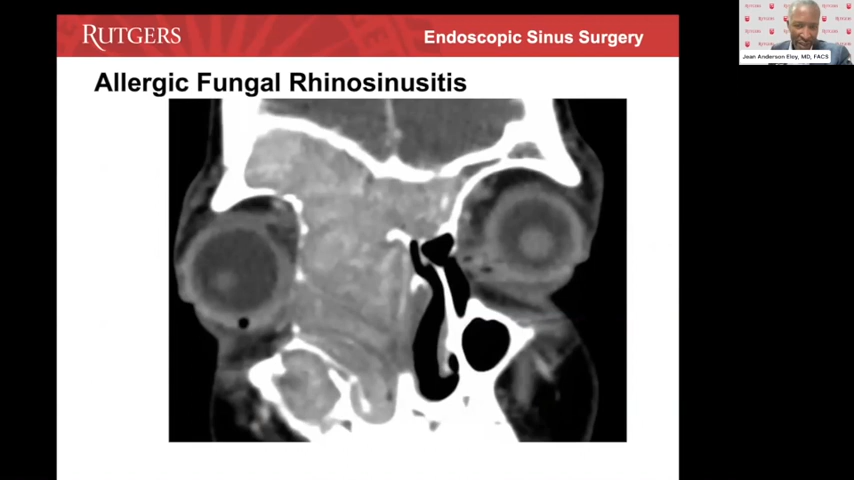 RUTGERS
Endoscopic Sinus Surgery
Allergic Fungal Rhinosinusitis
Jean Anderson Eloy, MD, FACS